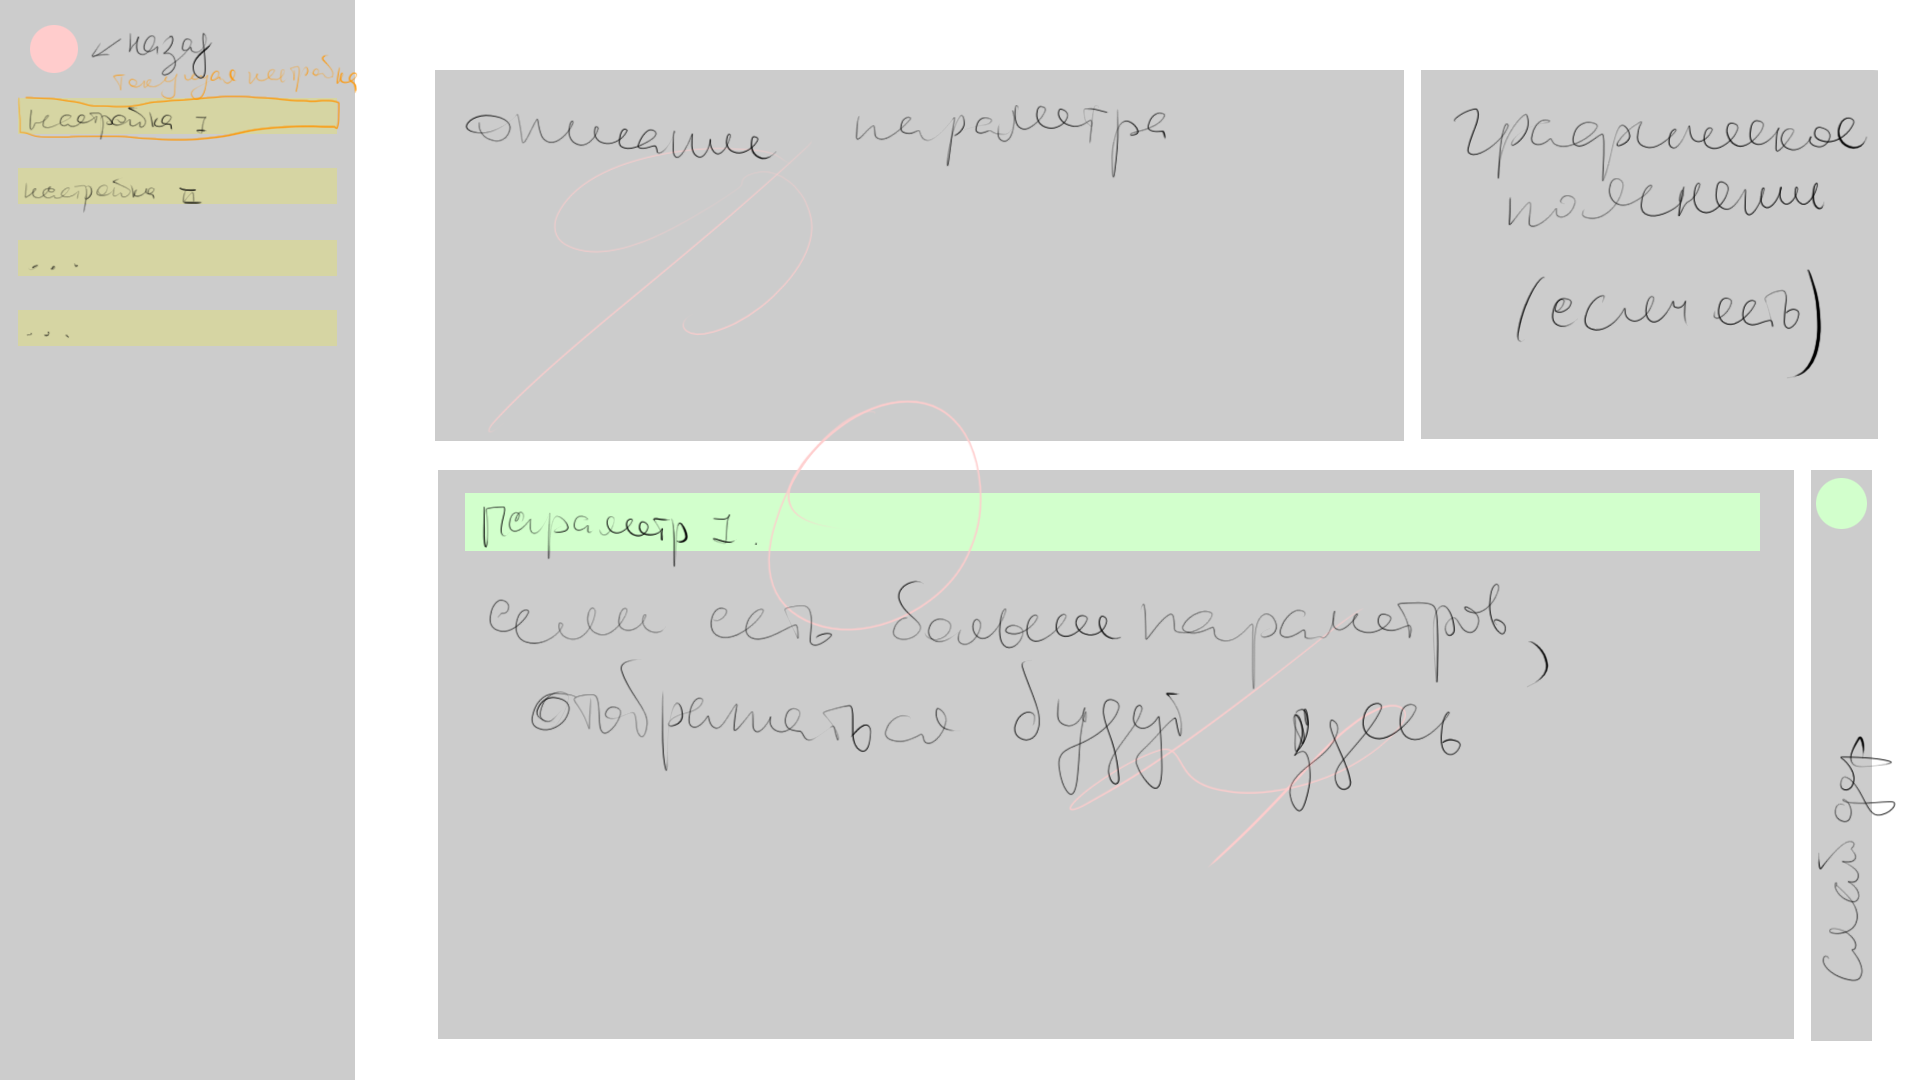 назад
текущая настройка
настройка I
настройка II
...
...
описание параметра
графическое
пояснение
(если есть)
Параметр I.
если есть больше параметров,
отображаться будут здесь
слайдер